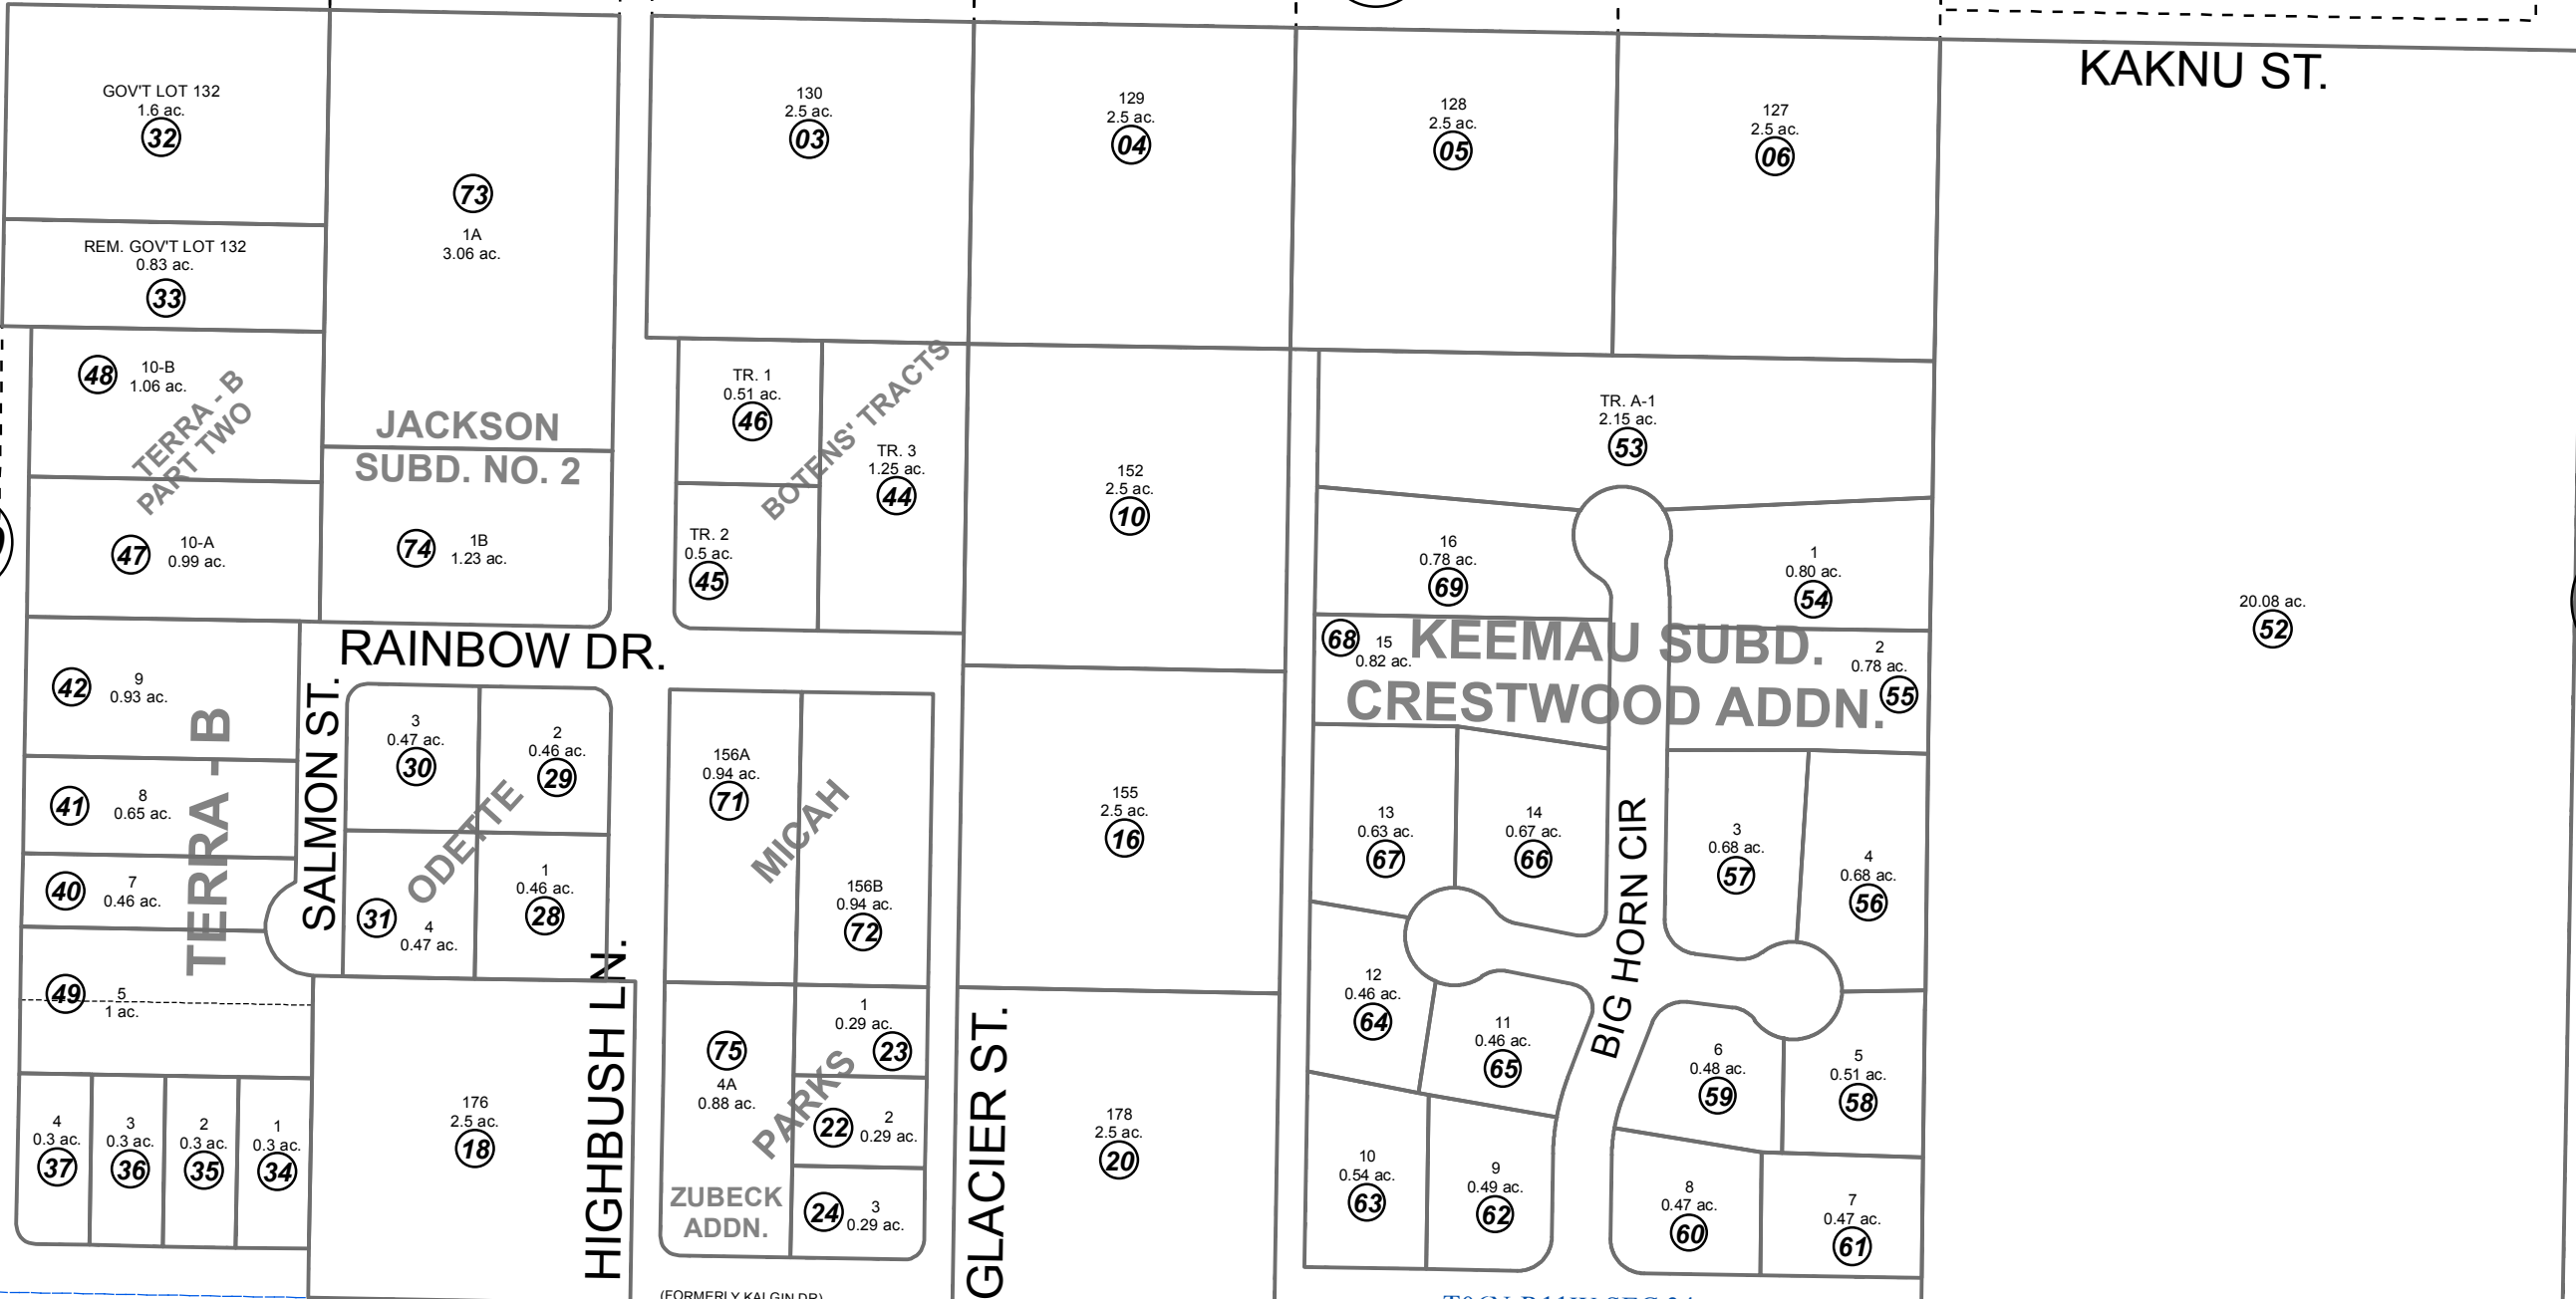 KAKNU ST.
GOV'T LOT 132
1.6 ac.
32
73
1A
3.06 ac.
130
2.5 ac.
03
129
2.5 ac.
04
128
2.5 ac.
05
127
2.5 ac.
06
REM. GOV'T LOT 132
0.83 ac.
33
48
10-B
1.06 ac.
TERRA - B
PART TWO
47
10-A
0.99 ac.
JACKSON
SUBD. NO. 2
74
1B
1.23 ac.
TR. 1
0.51 ac.
46
BOTENS' TRACTS
TR. 3
1.25 ac.
44
TR. 2
0.5 ac.
45
152
2.5 ac.
10
TR. A-1
2.15 ac.
53
16
0.78 ac.
69
1
0.80 ac.
54
20.08 ac.
52
68
15
0.82 ac.
KEEMAU SUBD.
CRESTWOOD ADDN.
2
0.78 ac.
55
RAINBOW DR.
42
9
0.93 ac.
41
8
0.65 ac.
40
7
0.46 ac.
TERRA - B
SALMON ST.
3
0.47 ac.
30
2
0.46 ac.
29
ODETTE
31
4
0.47 ac.
1
0.46 ac.
28
156A
0.94 ac.
71
MICAH
156B
0.94 ac.
72
155
2.5 ac.
16
13
0.63 ac.
67
14
0.67 ac.
66
BIG HORN CIR
3
0.68 ac.
57
4
0.68 ac.
56
49
5
1 ac.
HIGHBUSH LN.
75
4A
0.88 ac.
1
0.29 ac.
23
PARKS
22
2
0.29 ac.
24
3
0.29 ac.
ZUBECK
ADDN.
GLACIER ST.
12
0.46 ac.
64
11
0.46 ac.
65
6
0.48 ac.
59
5
0.51 ac.
58
4
0.3 ac.
37
3
0.3 ac.
36
2
0.3 ac.
35
1
0.3 ac.
34
176
2.5 ac.
18
178
2.5 ac.
20
10
0.54 ac.
63
9
0.49 ac.
62
8
0.47 ac.
60
7
0.47 ac.
61
(FORMERLY KALGIN DR)